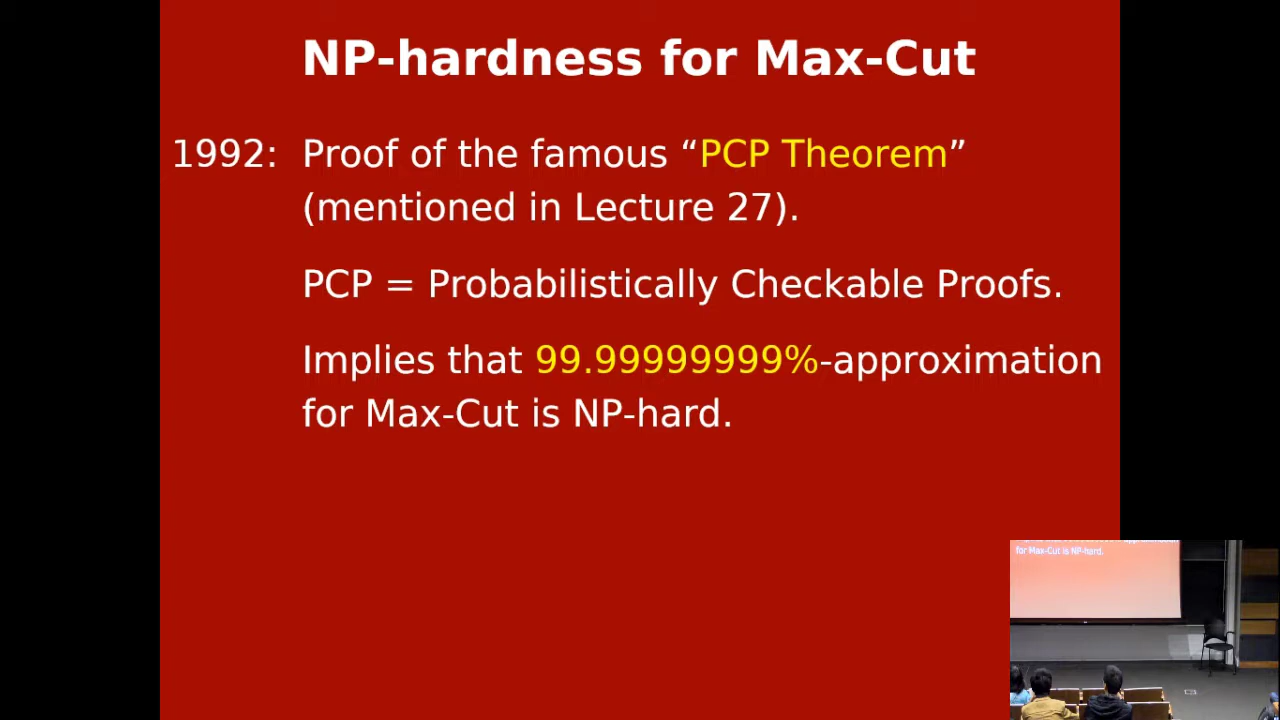 NP-hardness for Max-Cut
1992: Proof of the famous “PCP Theorem”
(mentioned in Lecture 27).
PCP = Probabilistically Checkable Proofs.
Implies that 99.99999999%-approximation
for Max-Cut is NP-hard.
for Max-Cut is NP-hard.